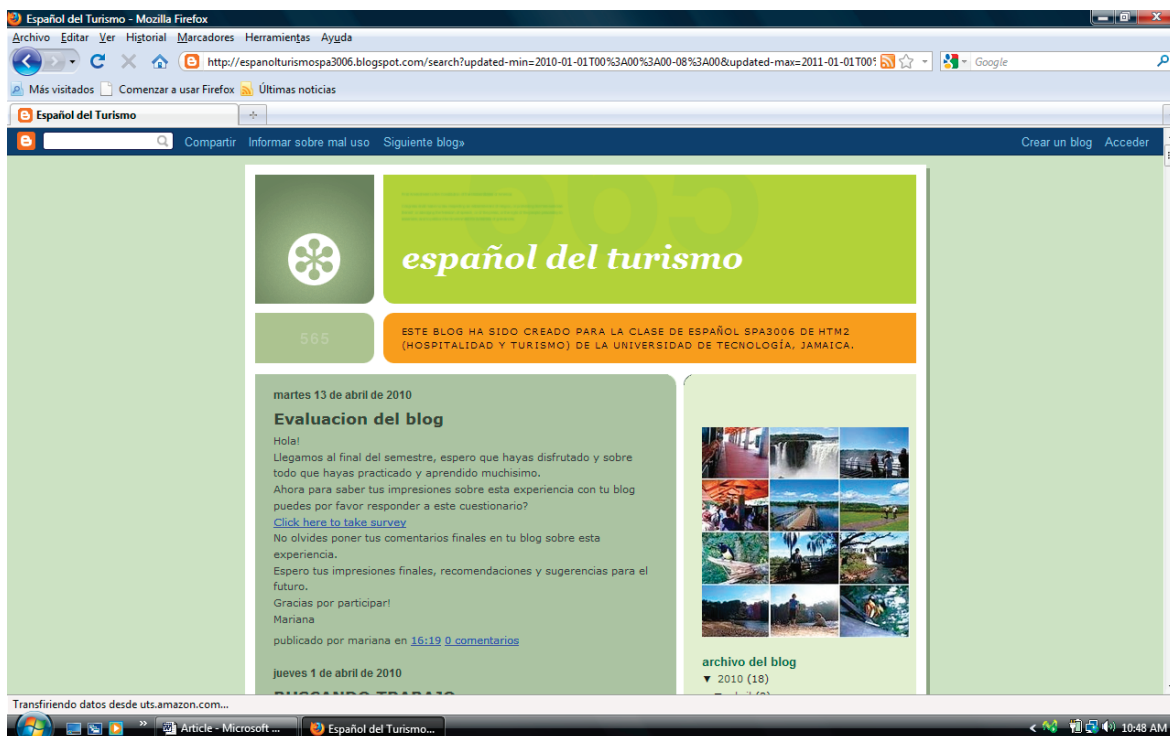 Español del Turismo - Mozilla Firefox
Archivo Editar Ver Historial Marcadores Herramientas Ayuda
http://espanolturismospa3006.blogspot.com/search?updated-min=2010-01-01T00%3A00%3A00-08%3A00&updated-max=2011-01-01T00%
Google
Más visitados Comenzar a usar Firefox Últimas noticias
Español del Turismo
Compartir Informar sobre mal uso Siguiente blog»
Crear un blog Acceder
565
español del turismo
565
ESTE BLOG HA SIDO CREADO PARA LA CLASE DE ESPAÑOL SPA3006 DE HTM2
(HOSPITALIDAD Y TURISMO) DE LA UNIVERSIDAD DE TECNOLOGÍA, JAMAICA.
martes 13 de abril de 2010
Evaluacion del blog
Hola!
Llegamos al final del semestre, espero que hayas disfrutado y sobre
todo que hayas practicado y aprendido muchisimo.
Ahora para saber tus impresiones sobre esta experiencia con tu blog
puedes por favor responder a este cuestionario?
Click here to take survey
No olvides poner tus comentarios finales en tu blog sobre esta
experiencia.
Espero tus impresiones finales, recomendaciones y sugerencias para el
futuro.
Gracias por participar!
Mariana
publicado por mariana en 16:19 0 comentarios
jueves 1 de abril de 2010
BUSCANDO TRABAJO
archivo del blog
▼ 2010 (18)
Transfiriendo datos desde uts.amazon.com...
Article - Microsoft ...
Español del Turismo...
10:48 AM